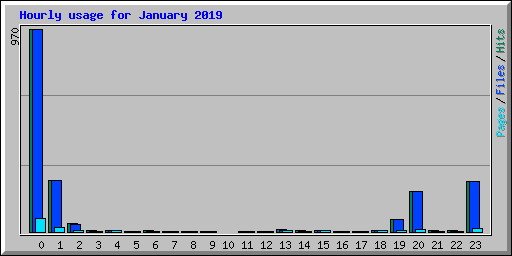 Hourly usage for January 2019
970
Pages/Files/Hits
0 1 2 3 4 5 6 7 8 9 10 11 12 13 14 15 16 17 18 19 20 21 22 23